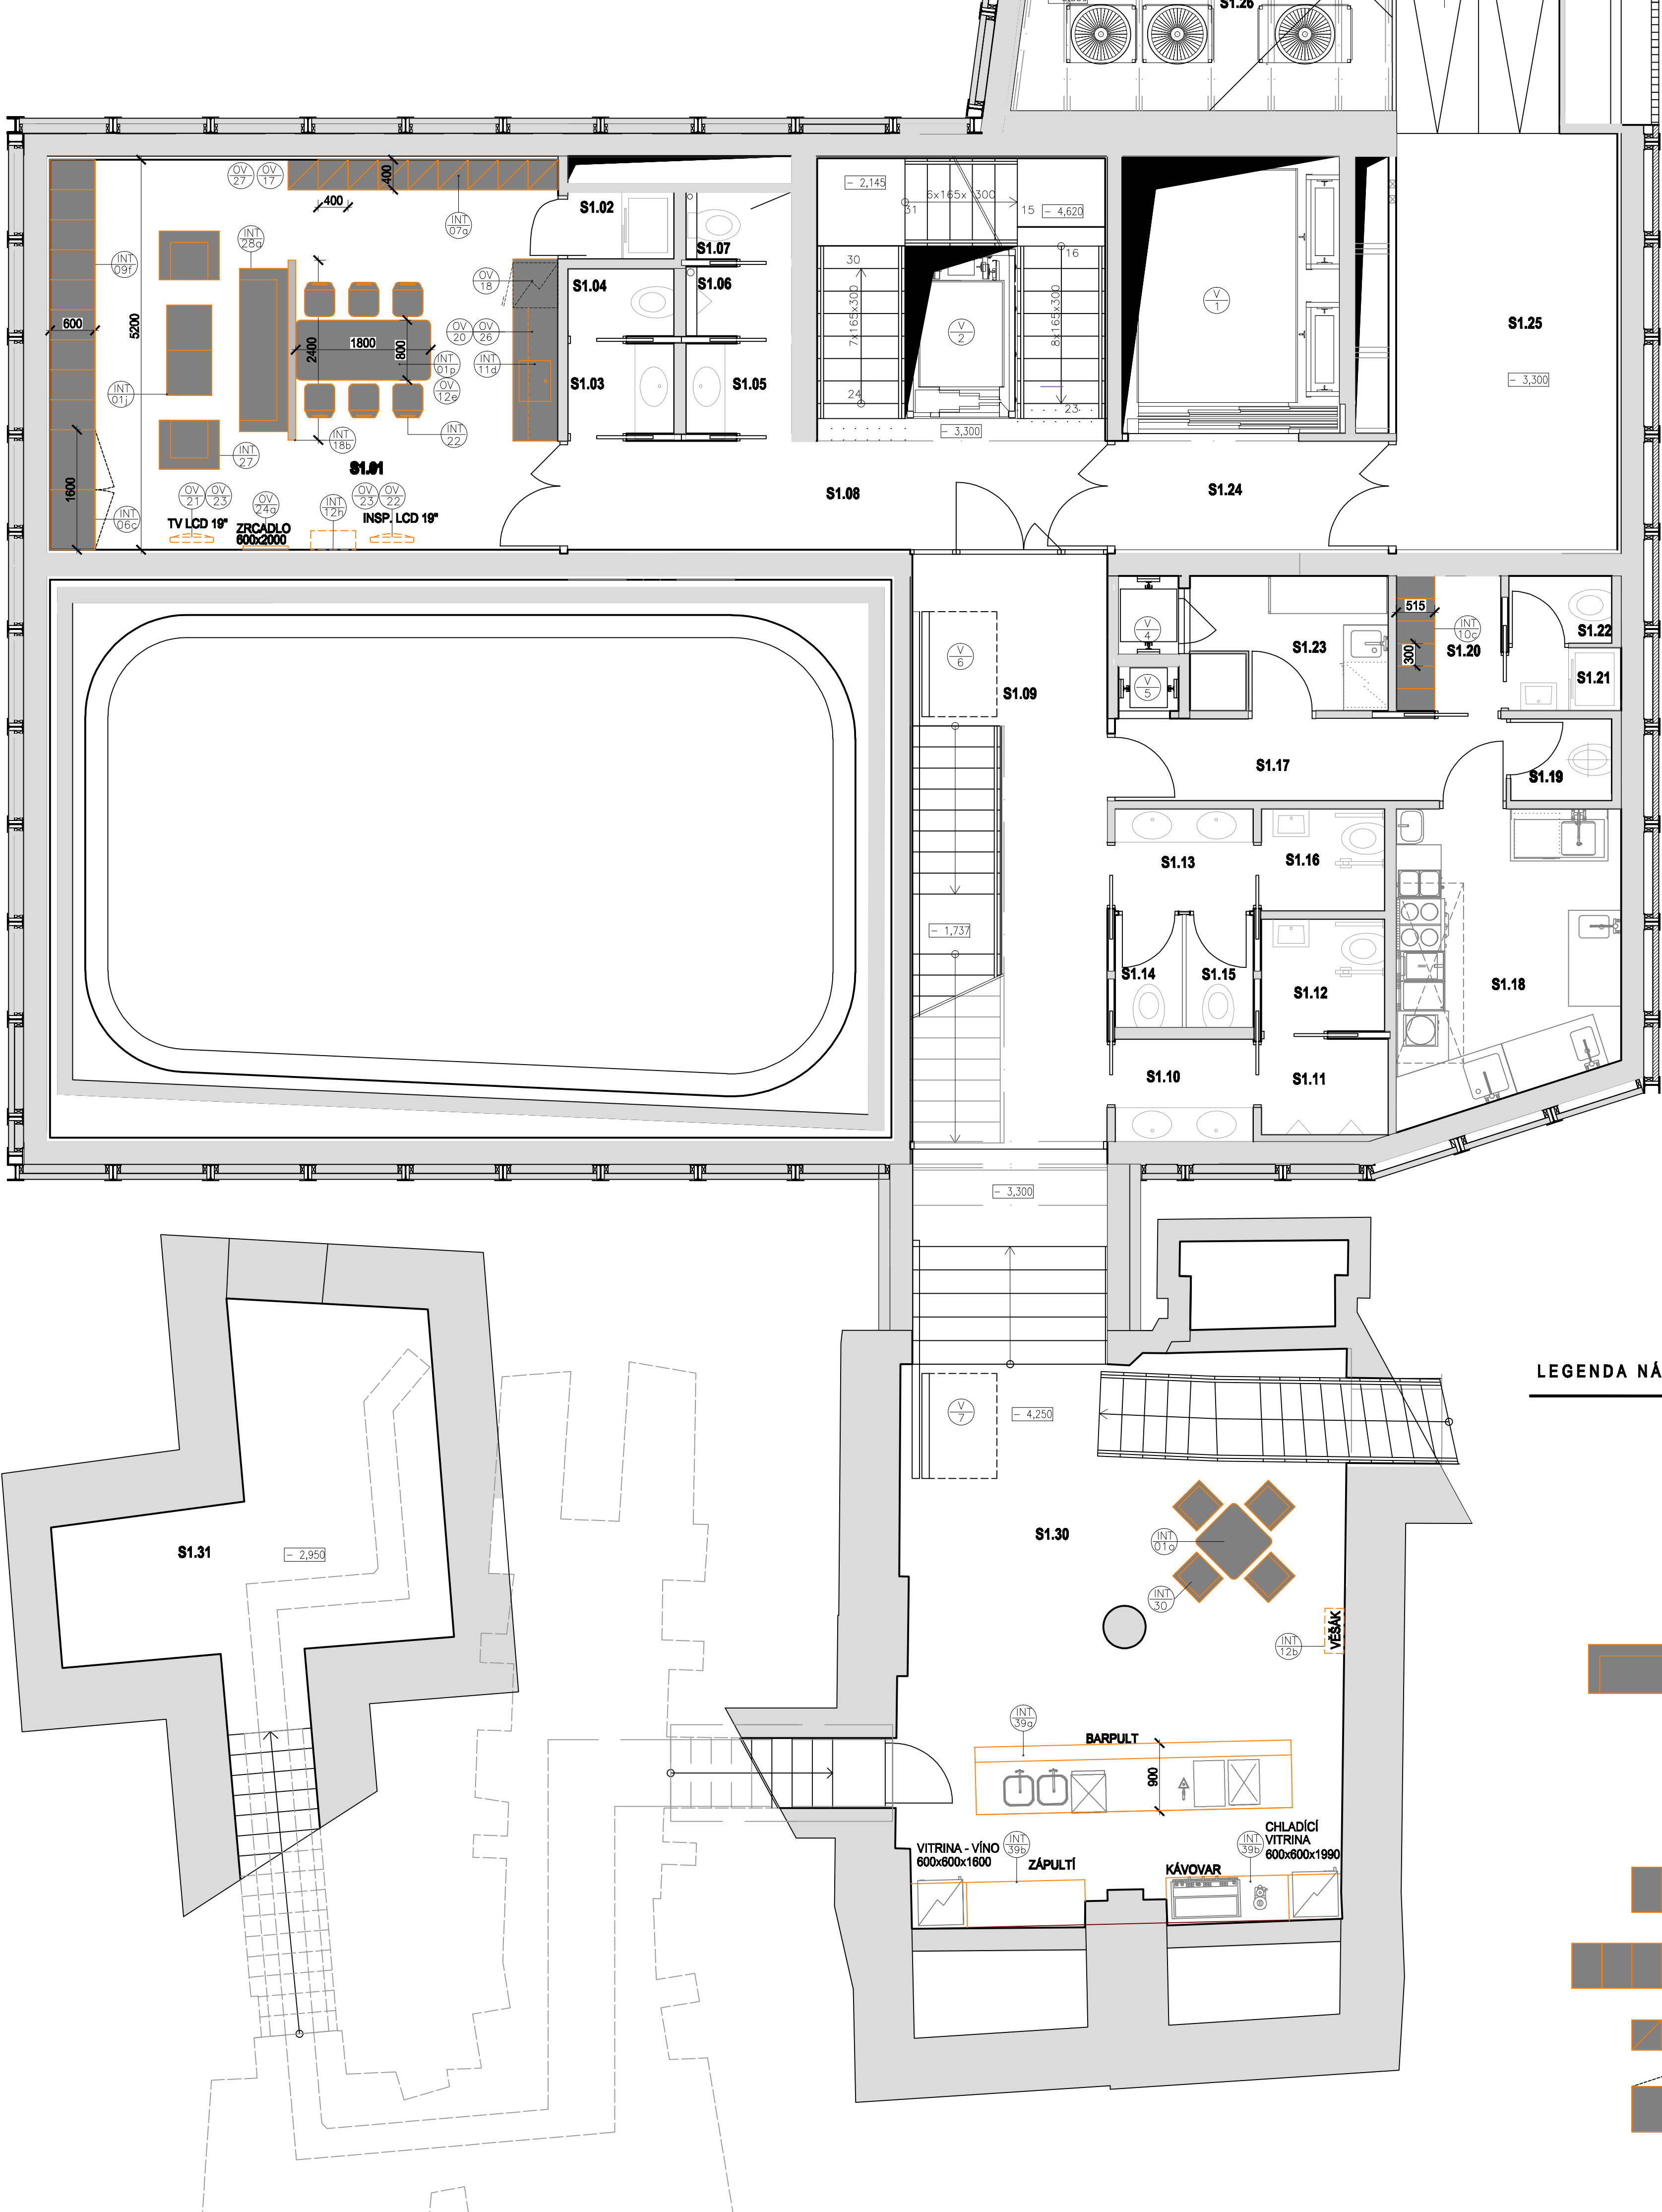 S1.26
OV
27
OV
17
400
400
INT
07a
S1.02
S1.07
- 2,145
6x165x 300
31
15
- 4,620
INT
28a
INT
09f
OV
18
S1.04
S1.06
30
16
7x165x300
8x165x300
V
2
V
1
600
5200
2400
1800
800
OV
20
OV
26
INT
01p
INT
11d
OV
12e
S1.03
S1.05
S1.25
- 3,300
INT
01j
24
23
- 3,300
INT
18b
INT
22
INT
27
S1.01
1600
INT
06c
OV
21
OV
23
OV
24a
INT
12h
OV
23
OV
22
TV LCD 19"
ZRCADLO
600x2000
INSP. LCD 19"
S1.08
S1.24
V
4
V
5
V
6
S1.09
S1.23
515
300
INT
10c
S1.20
S1.22
S1.21
S1.17
S1.19
S1.13
S1.16
- 1,737
S1.14
S1.15
S1.12
S1.18
S1.10
S1.11
- 3,300
LEGENDA NÁ
V
7
- 4,250
S1.30
INT
01o
INT
30
S1.31
- 2,950
VĚŠÁK
INT
12b
INT
39a
BARPULT
900
VITRINA - VÍNO
600x600x1600
INT
39b
ZÁPULTÍ
KÁVOVAR
INT
39b
CHLADÍCÍ
VITRINA
600x600x1990